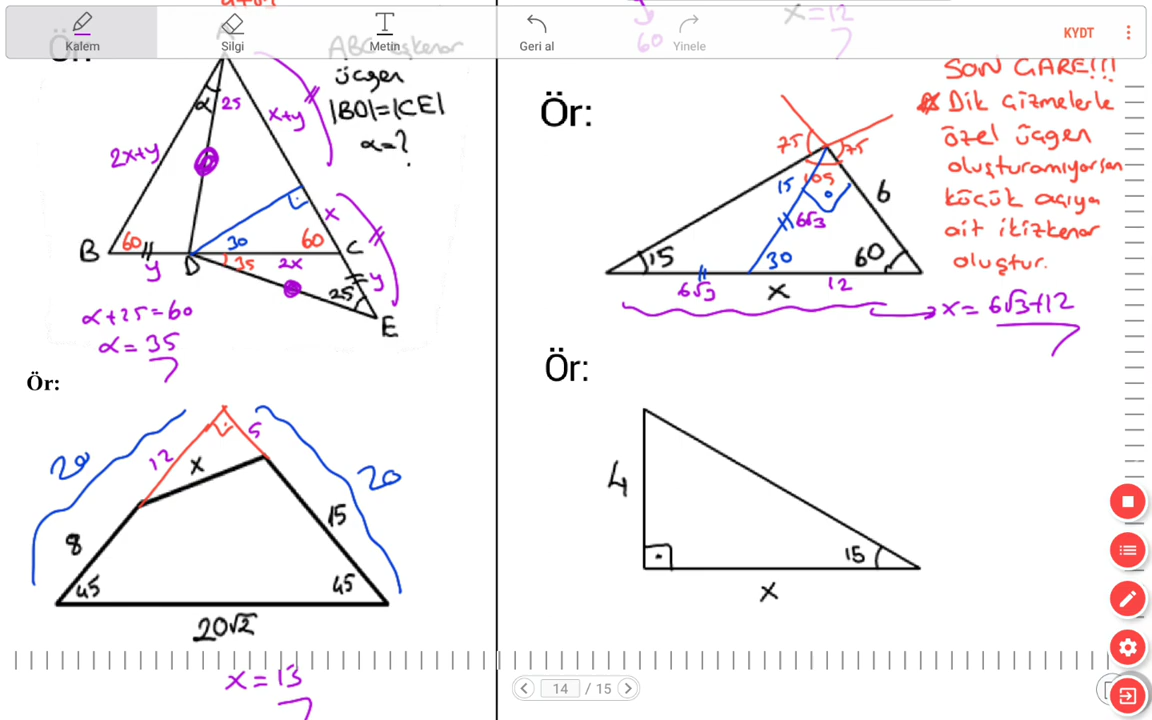 Kalem
Silgi
Metin
Geri al
Yinele
KYDT
x=12
60
üçgen
|BD|=|CE|
α=?
α
25
2x+y
x+y
x
B
60
y
D
30
60
C
35
2x
y
25
E
α+25=60
α=35
Ör:
20
12
5
x
20
8
15
45
45
20√2
x=13
Ör:
SON ÇARE!!!
Dik çizmelerle
özel üçgen
oluşturamıyorsan
küçük açıya
ait ikizkenar
oluştur.
75
75
105
15
6
6√3
15
30
60
6√3
x
12
x=6√3+12
Ör:
4
15
x
14 / 15